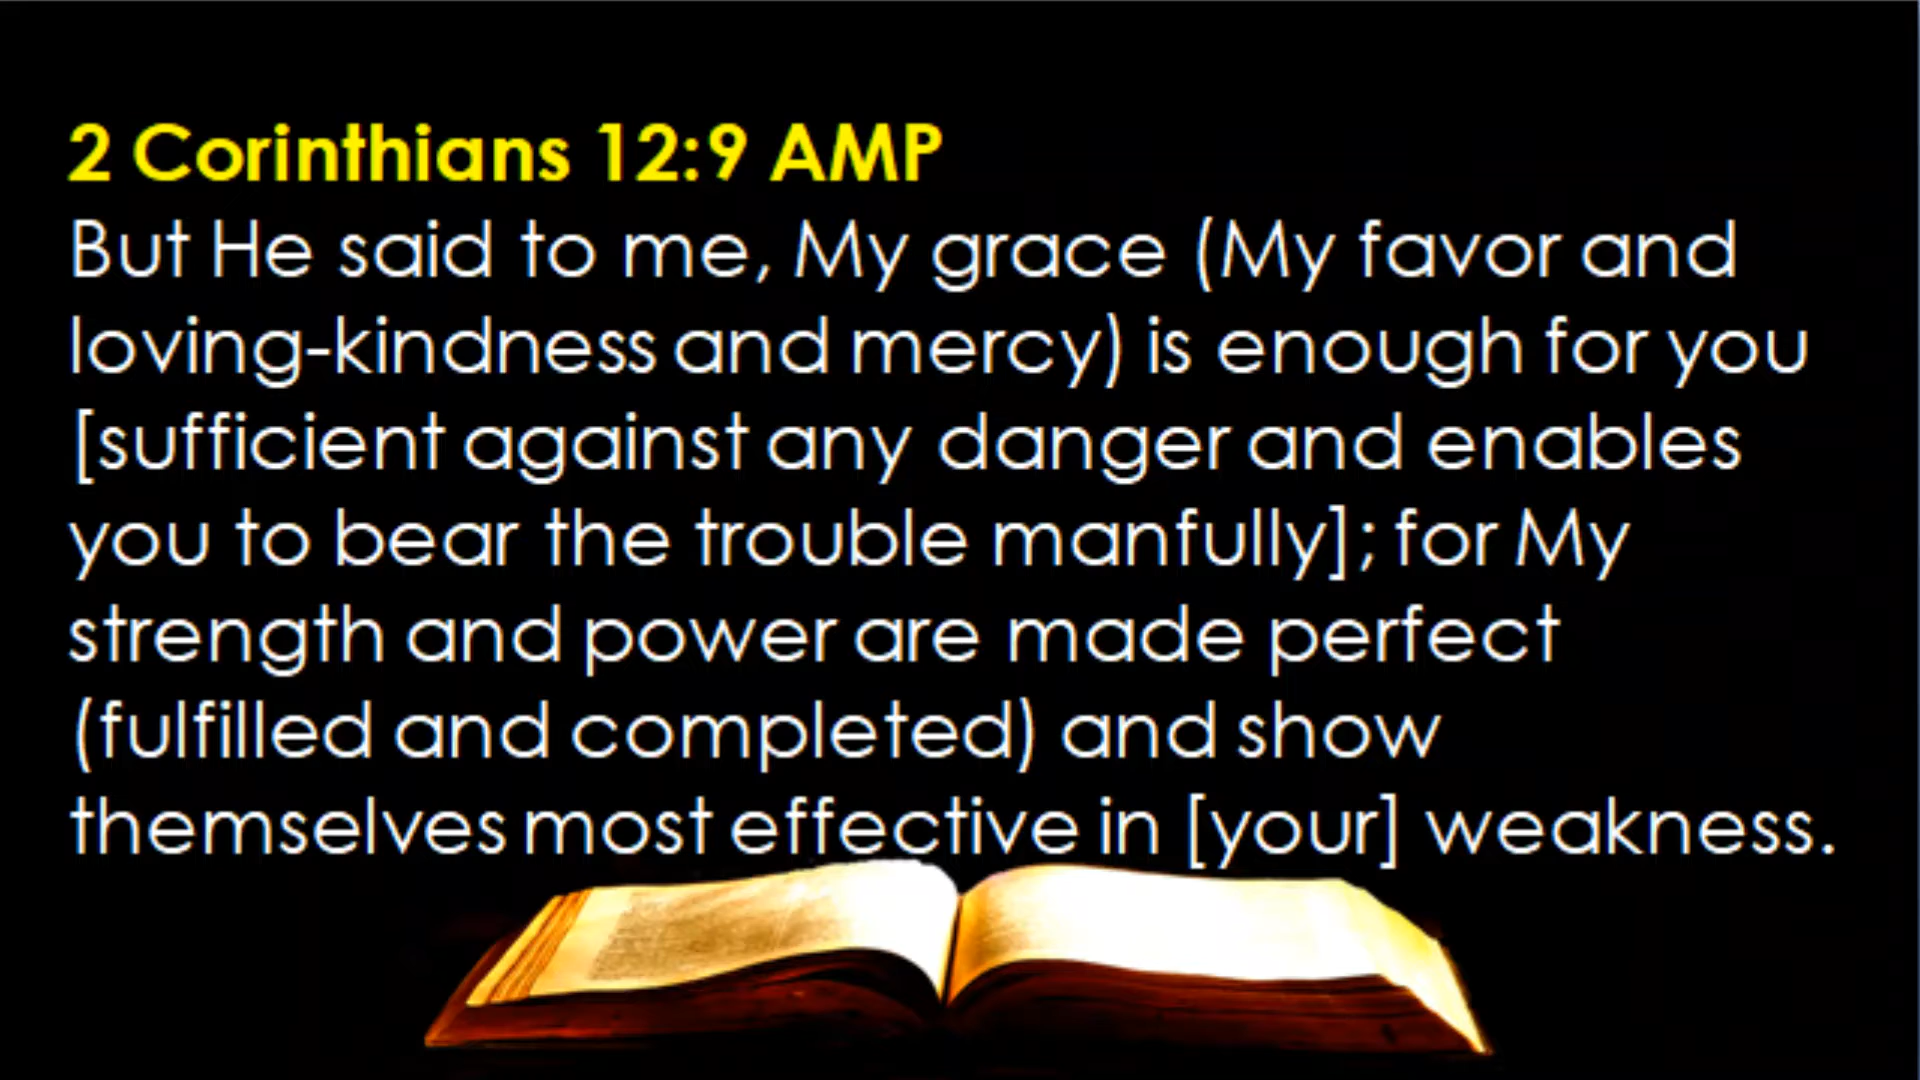 2 Corinthians 12:9 AMP
But He said to me, My grace (My favor and
loving-kindness and mercy) is enough for you
[sufficient against any danger and enables
you to bear the trouble manfully]; for My
strength and power are made perfect
(fulfilled and completed) and show
themselves most effective in [your] weakness.